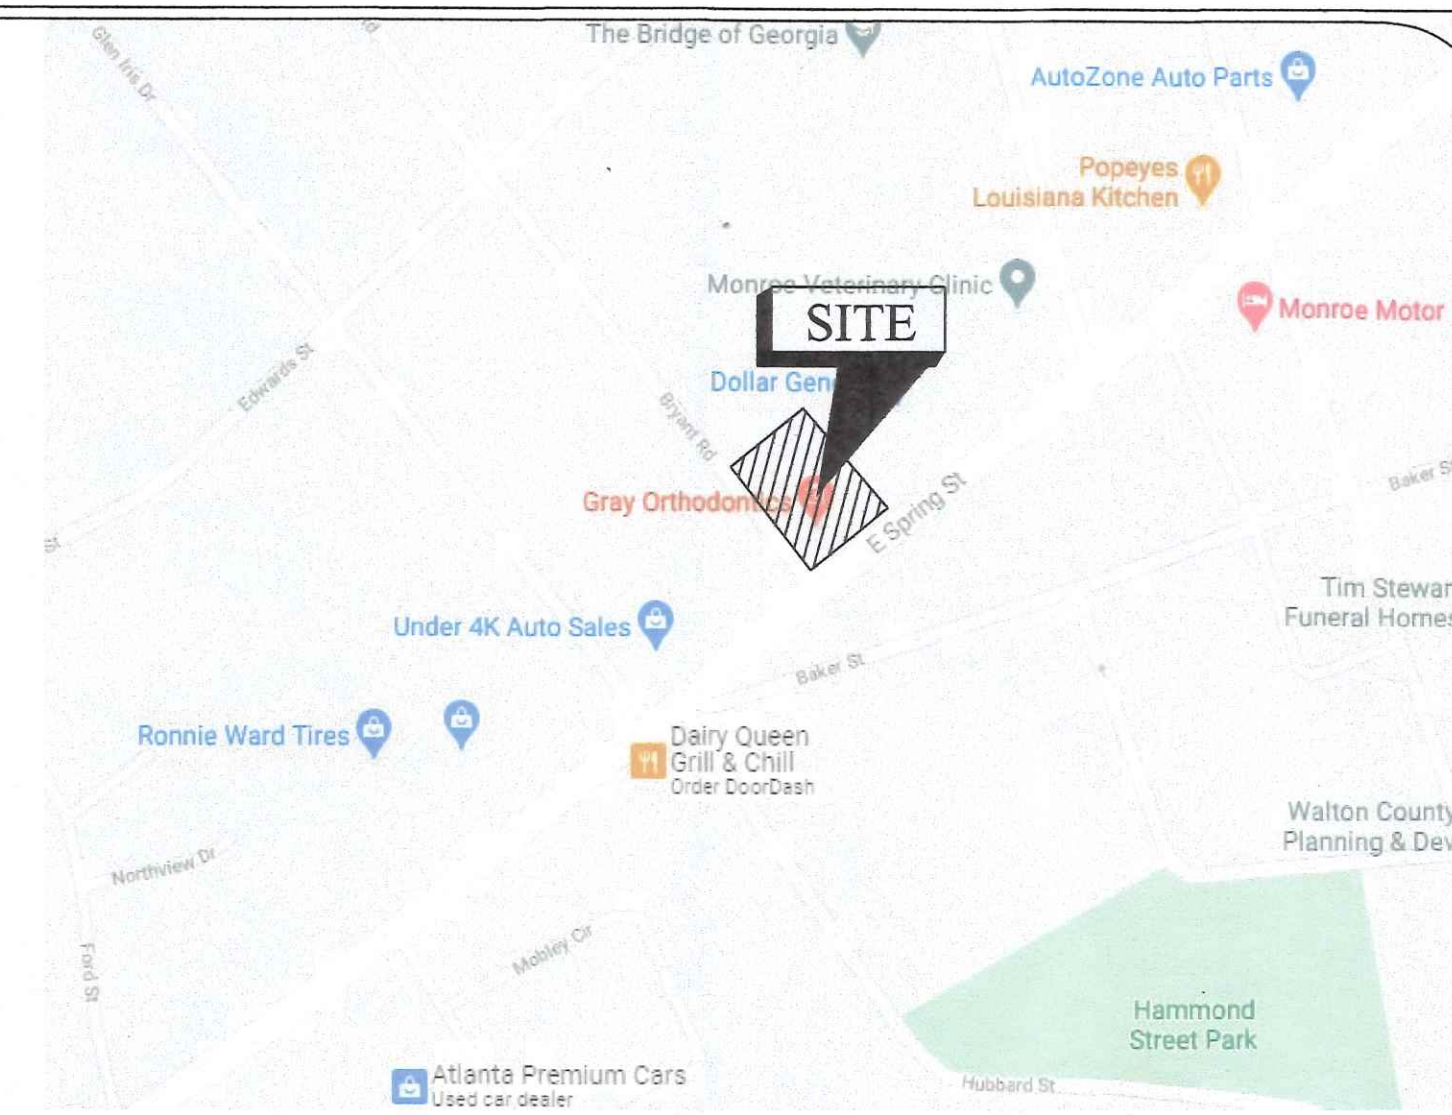 Glen Iris Dr
The Bridge of Georgia
AutoZone Auto Parts
Popeyes
Louisiana Kitchen
Monroe Veterinary Clinic
SITE
Monroe Motor
Edwards St
Dollar Gen
Bryant Rd
Gray Orthodontics
E Spring St
Baker St
St
Tim Stewar
Funeral Homes
Under 4K Auto Sales
Baker St
Ronnie Ward Tires
Dairy Queen
Grill & Chill
Order DoorDash
Walton County
Planning & Dev
Northview Dr
Ford St
Mobley Cir
Hammond
Street Park
Atlanta Premium Cars
Used car dealer
Hubbard St